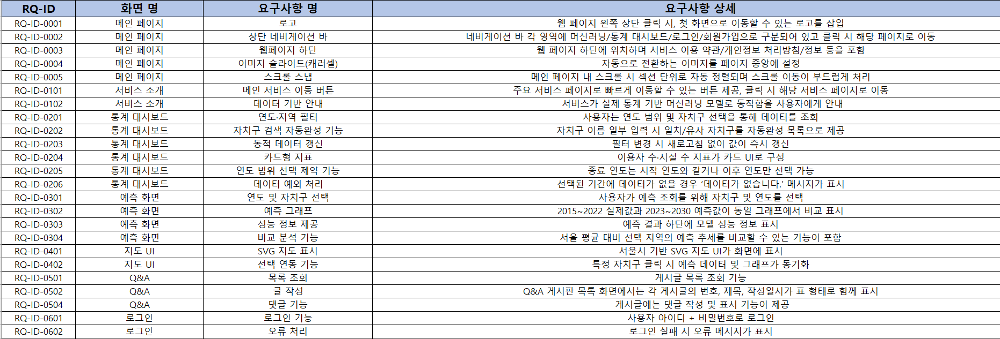 RQ-ID 화면 명 요구사항 명 요구사항 상세
RQ-ID-0001 메인 페이지 로고 웹 페이지 왼쪽 상단 클릭 시, 첫 화면으로 이동할 수 있는 로고를 삽입
RQ-ID-0002 메인 페이지 상단 네비게이션 바 네비게이션 바 각 영역에 머신러닝/통계 대시보드/로그인/회원가입으로 구분되어 있고 클릭 시 해당 페이지로 이동
RQ-ID-0003 메인 페이지 웹페이지 하단 웹 페이지 하단에 위치하며 서비스 이용 약관/개인정보 처리방침/정보 등을 포함
RQ-ID-0004 메인 페이지 이미지 슬라이드(캐러셀) 자동으로 전환하는 이미지를 페이지 중앙에 설정
RQ-ID-0005 메인 페이지 스크롤 스냅 메인 페이지 내 스크롤 시 섹션 단위로 자동 정렬되며 스크롤 이동이 부드럽게 처리
RQ-ID-0101 서비스 소개 메인 서비스 이동 버튼 주요 서비스 페이지로 빠르게 이동할 수 있는 버튼 제공, 클릭 시 해당 서비스 페이지로 이동
RQ-ID-0102 서비스 소개 데이터 기반 안내 서비스가 실제 통계 기반 머신러닝 모델로 동작함을 사용자에게 안내
RQ-ID-0201 통계 대시보드 연도·지역 필터 사용자는 연도 범위 및 자치구 선택을 통해 데이터를 조회
RQ-ID-0202 통계 대시보드 자치구 검색 자동완성 기능 자치구 이름 일부 입력 시 일치/유사 자치구를 자동완성 목록으로 제공
RQ-ID-0203 통계 대시보드 동적 데이터 갱신 필터 변경 시 새로고침 없이 값이 즉시 갱신
RQ-ID-0204 통계 대시보드 카드형 지표 이용자 수·시설 수 지표가 카드 UI로 구성
RQ-ID-0205 통계 대시보드 연도 범위 선택 제약 기능 종료 연도는 시작 연도와 같거나 이후 연도만 선택 가능
RQ-ID-0206 통계 대시보드 데이터 예외 처리 선택된 기간에 데이터가 없을 경우 ‘데이터가 없습니다.’ 메시지가 표시
RQ-ID-0301 예측 화면 연도 및 자치구 선택 사용자가 예측 조회를 위해 자치구 및 연도를 선택
RQ-ID-0302 예측 화면 예측 그래프 2015~2022 실제값과 2023~2030 예측값이 동일 그래프에서 비교 표시
RQ-ID-0303 예측 화면 성능 정보 제공 예측 결과 하단에 모델 성능 정보 표시
RQ-ID-0304 예측 화면 비교 분석 기능 서울 평균 대비 선택 지역의 예측 추세를 비교할 수 있는 기능이 포함
RQ-ID-0401 지도 UI SVG 지도 표시 서울시 기반 SVG 지도 UI가 화면에 표시
RQ-ID-0402 지도 UI 선택 연동 기능 특정 자치구 클릭 시 예측 데이터 및 그래프가 동기화
RQ-ID-0501 Q&A 목록 조회 게시글 목록 조회 기능
RQ-ID-0502 Q&A 글 작성 Q&A 게시판 목록 화면에서는 각 게시글의 번호, 제목, 작성일시가 표 형태로 함께 표시
RQ-ID-0504 Q&A 댓글 기능 게시글에는 댓글 작성 및 표시 기능이 제공
RQ-ID-0601 로그인 로그인 기능 사용자 아이디 + 비밀번호로 로그인
RQ-ID-0602 로그인 오류 처리 로그인 실패 시 오류 메시지가 표시